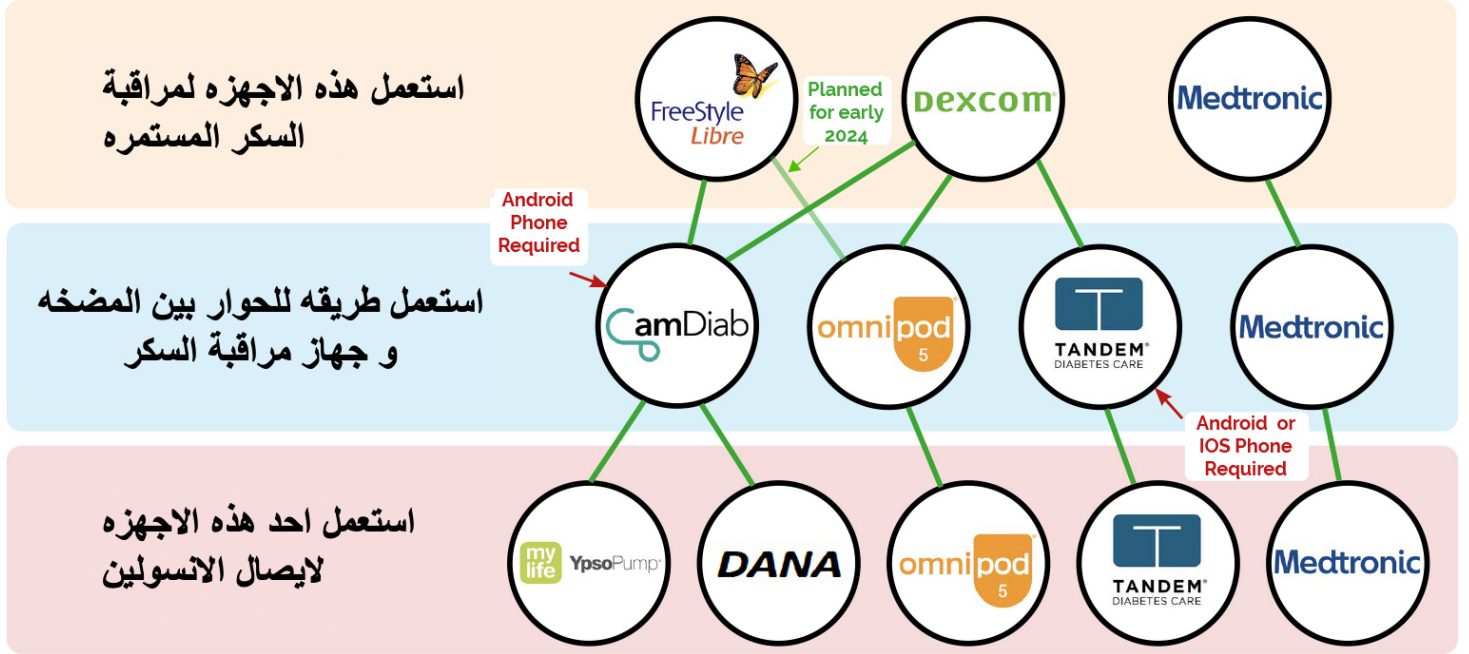 استعمل هذه الاجهزه لمراقبة
السكر المستمره
FreeStyle
Libre
Planned
for early
2024
Dexcom
Medtronic
Android
Phone
Required
استعمل طريقه للحوار بين المضخه
و جهاز مراقبة السكر
CamDiab
omnipod
5
TANDEM
DIABETES CARE
Medtronic
Android or
IOS Phone
Required
استعمل احد هذه الاجهزه
لايصال الانسولين
my
life
YpsoPump
DANA
omnipod
5
TANDEM
DIABETES CARE
Medtronic